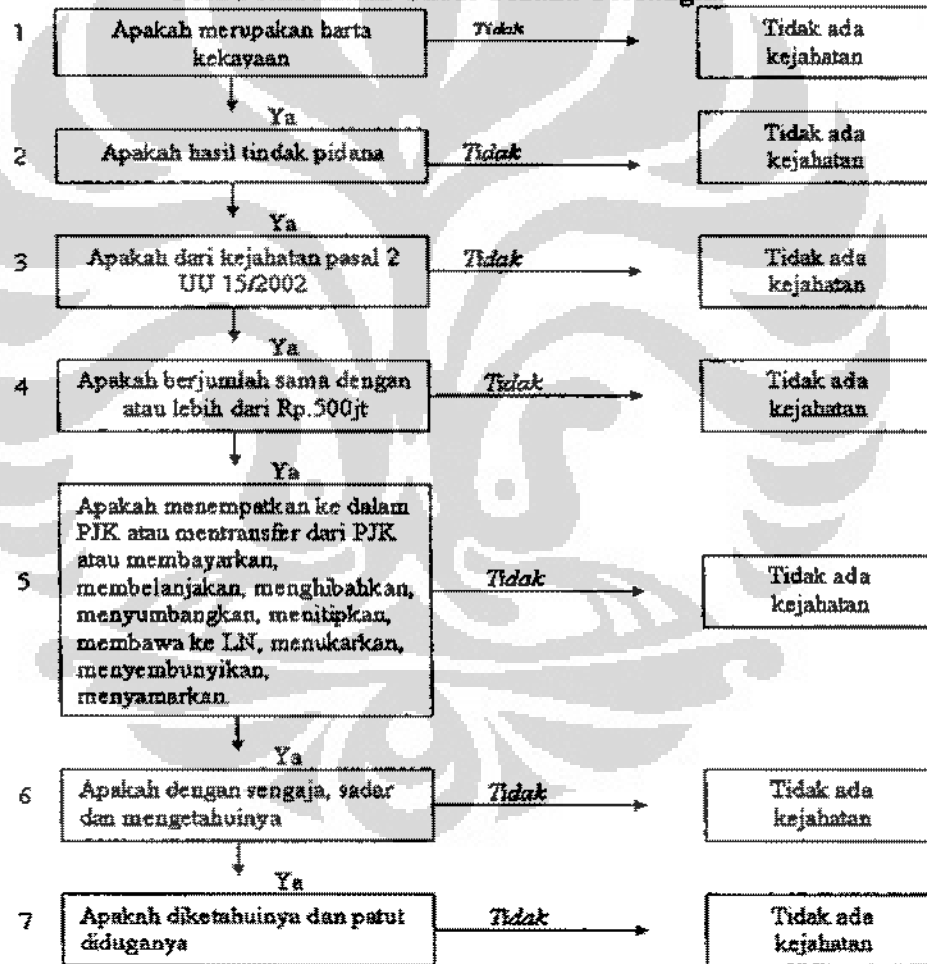 1
Apakah merupakan harta
kekayaan
Tidak
Tidak ada
kejahatan
Ya
2
Apakah hasil tindak pidana
Tidak
Tidak ada
kejahatan
Ya
3
Apakah dari kejahatan pasal 2
UU 15/2002
Tidak
Tidak ada
kejahatan
Ya
4
Apakah berjumlah sama dengan
atau lebih dari Rp.500jt
Tidak
Tidak ada
kejahatan
Ya
5
Apakah menempatkan ke dalam
PJK atau mentransfer dari PJK
atau membayarkan,
membelanjakan, menghibahkan,
menyumbangkan, menitipkan,
membawa ke LN, menukarkan,
menyembunyikan,
menyamarkan
Tidak
Tidak ada
kejahatan
Ya
6
Apakah dengan sengaja, sadar
dan mengetahuinya
Tidak
Tidak ada
kejahatan
Ya
7
Apakah diketahuinya dan patut
diduganya
Tidak
Tidak ada
kejahatan